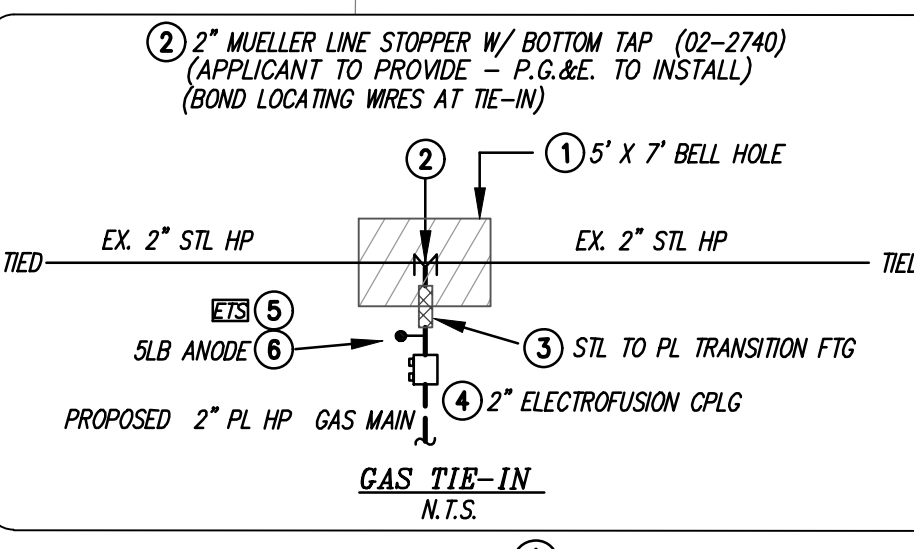 ② 2" MUELLER LINE STOPPER W/ BOTTOM TAP (02-2740)
(APPLICANT TO PROVIDE - P.G.&E. TO INSTALL)
(BOND LOCATING WIRES AT TIE-IN)
②
① 5' X 7' BELL HOLE
EX. 2" STL HP
EX. 2" STL HP
TIED
TIED
ETS ⑤
5LB ANODE ⑥
③ STL TO PL TRANSITION FTG
④ 2" ELECTROFUSION CPLG
PROPOSED 2" PL HP GAS MAIN
GAS TIE-IN
N.T.S.